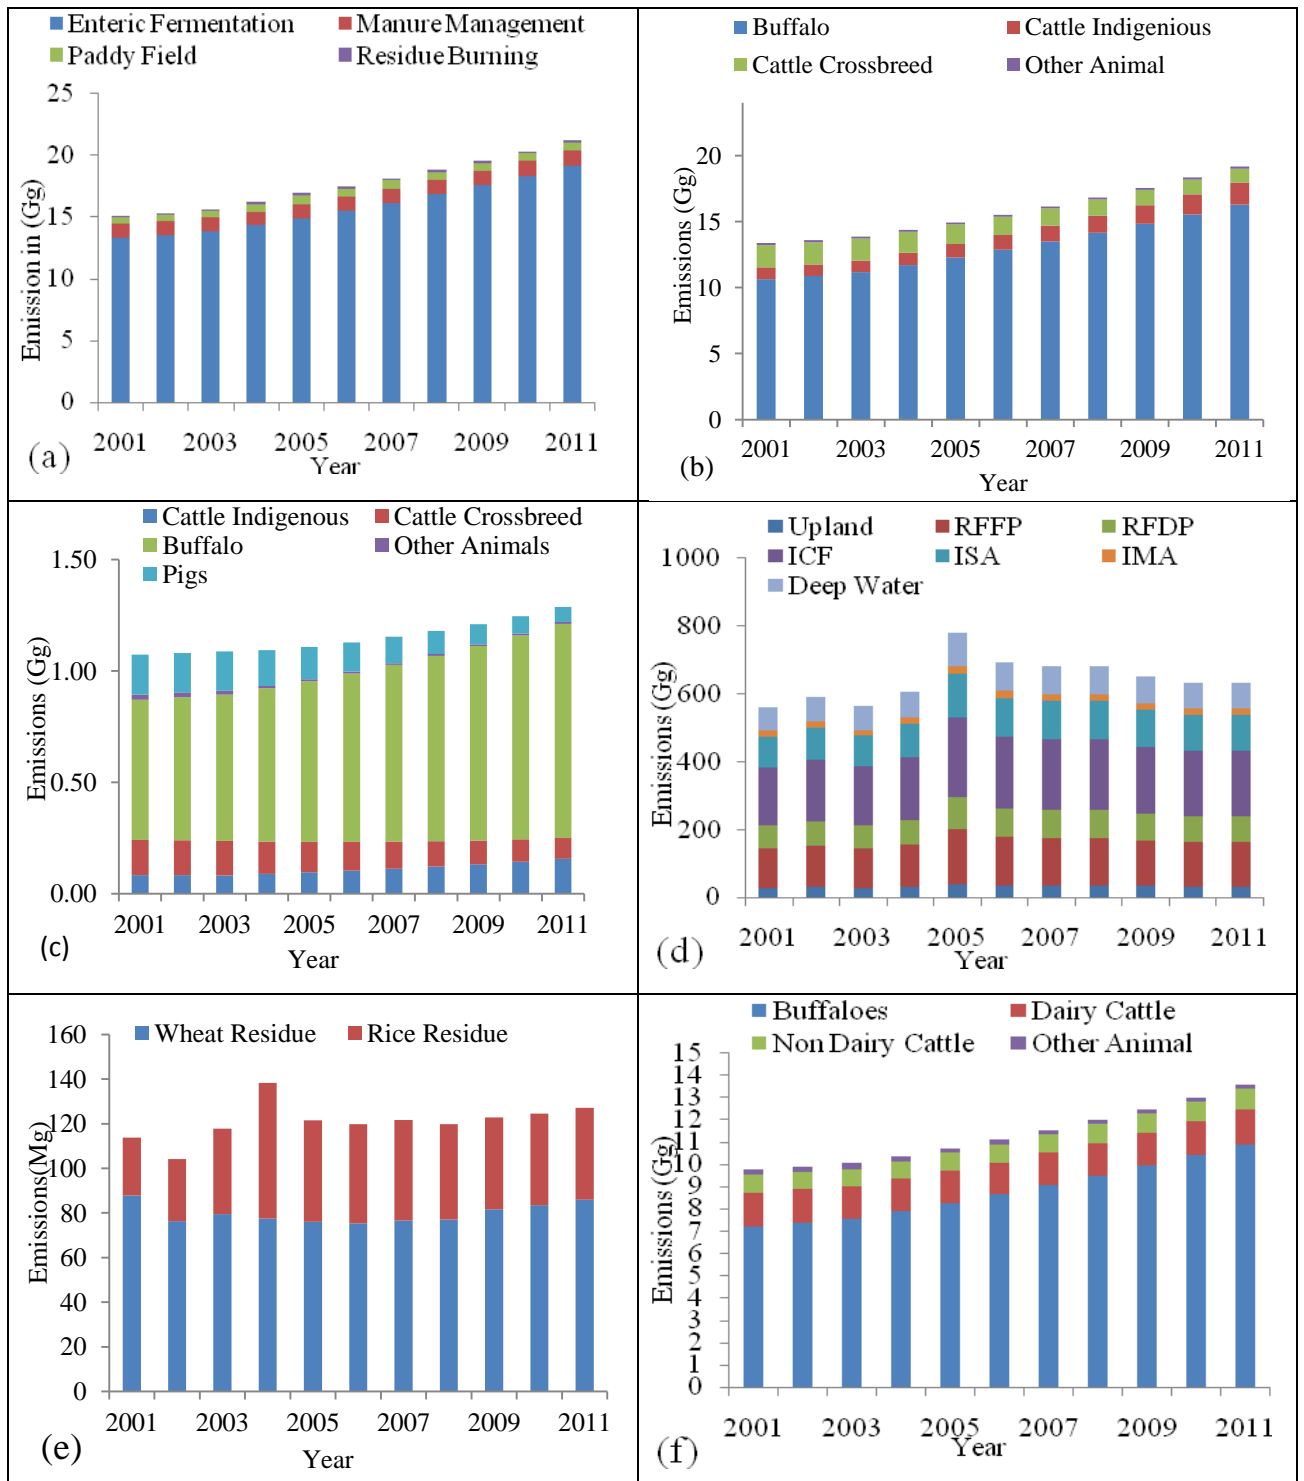 Enteric Fermentation Manure Management
Paddy Field Residue Burning
25
20
15
10
5
0
Emission in (Gg)
2001 2003 2005 2007 2009 2011
Year
(a)
Buffalo Cattle Indigenious
Cattle Crossbreed Other Animal
20
15
10
5
0
Emissions (Gg)
2001 2003 2005 2007 2009 2011
(b)
Year
Cattle Indigenous Cattle Crossbreed
Buffalo Other Animals
Pigs
1.50
1.00
0.50
0.00
Emissions (Gg)
2001 2003 2005 2007 2009 2011
(c)
Year
Upland RFFP RFDP
ICF ISA IMA
Deep Water
1000
800
600
400
200
0
Emissions (Gg)
2001 2003 2005 2007 2009 2011
(d)
Year
Wheat Residue Rice Residue
160
140
120
100
80
60
40
20
0
Emissions(Mg)
2001 2003 2005 2007 2009 2011
(e)
Year
Buffaloes Dairy Cattle
Non Dairy Cattle Other Animal
15
14
13
12
11
10
9
8
7
6
5
4
3
2
1
0
Emissions (Gg)
2001 2003 2005 2007 2009 2011
(f)
Year